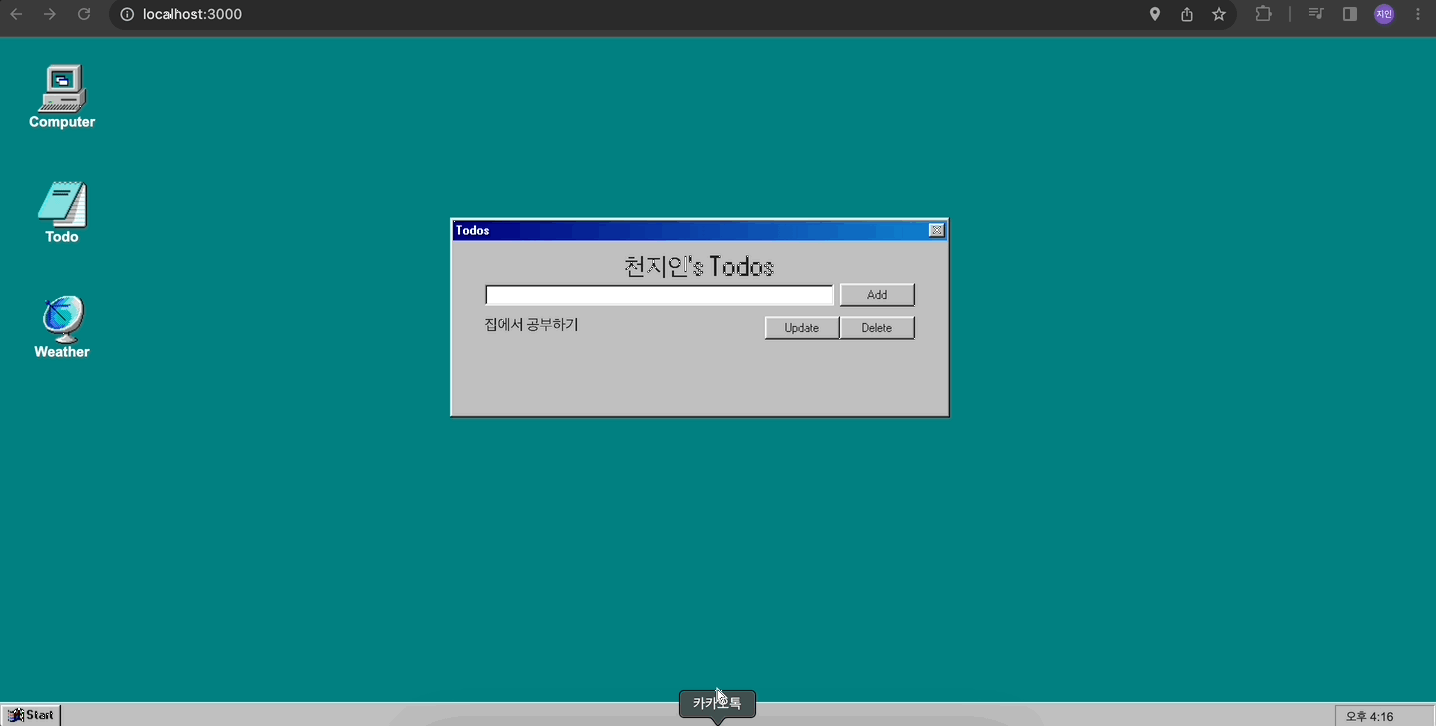 localhost:3000
지인
Computer
Todo
Weather
Todos
천지인's Todos
Add
집에서 공부하기
Update
Delete
카카오톡
Start
오후 4:16